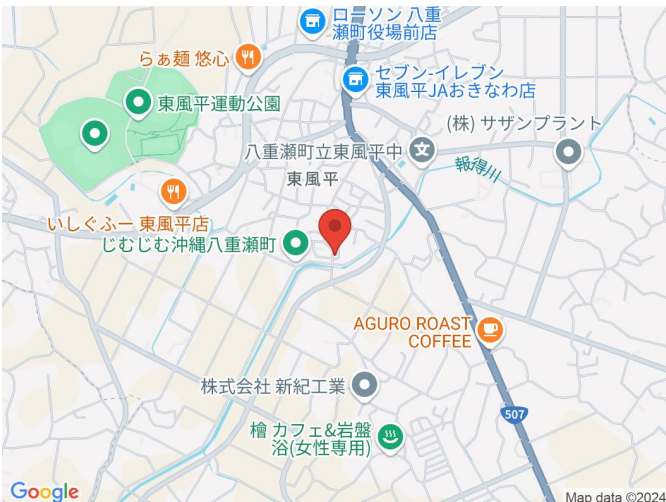 ローソン 八重
瀬町役場前店
らぁ麺 悠心
セブン-イレブン
東風平JAおきなわ店
東風平運動公園
(株) サザンプラント
八重瀬町立東風平中
報得川
東風平
いしぐふー 東風平店
じむじむ沖縄八重瀬町
AGURO ROAST
COFFEE
株式会社 新紀工業
507
檜 カフェ&岩盤
浴(女性専用)
Google
Map data ©2024